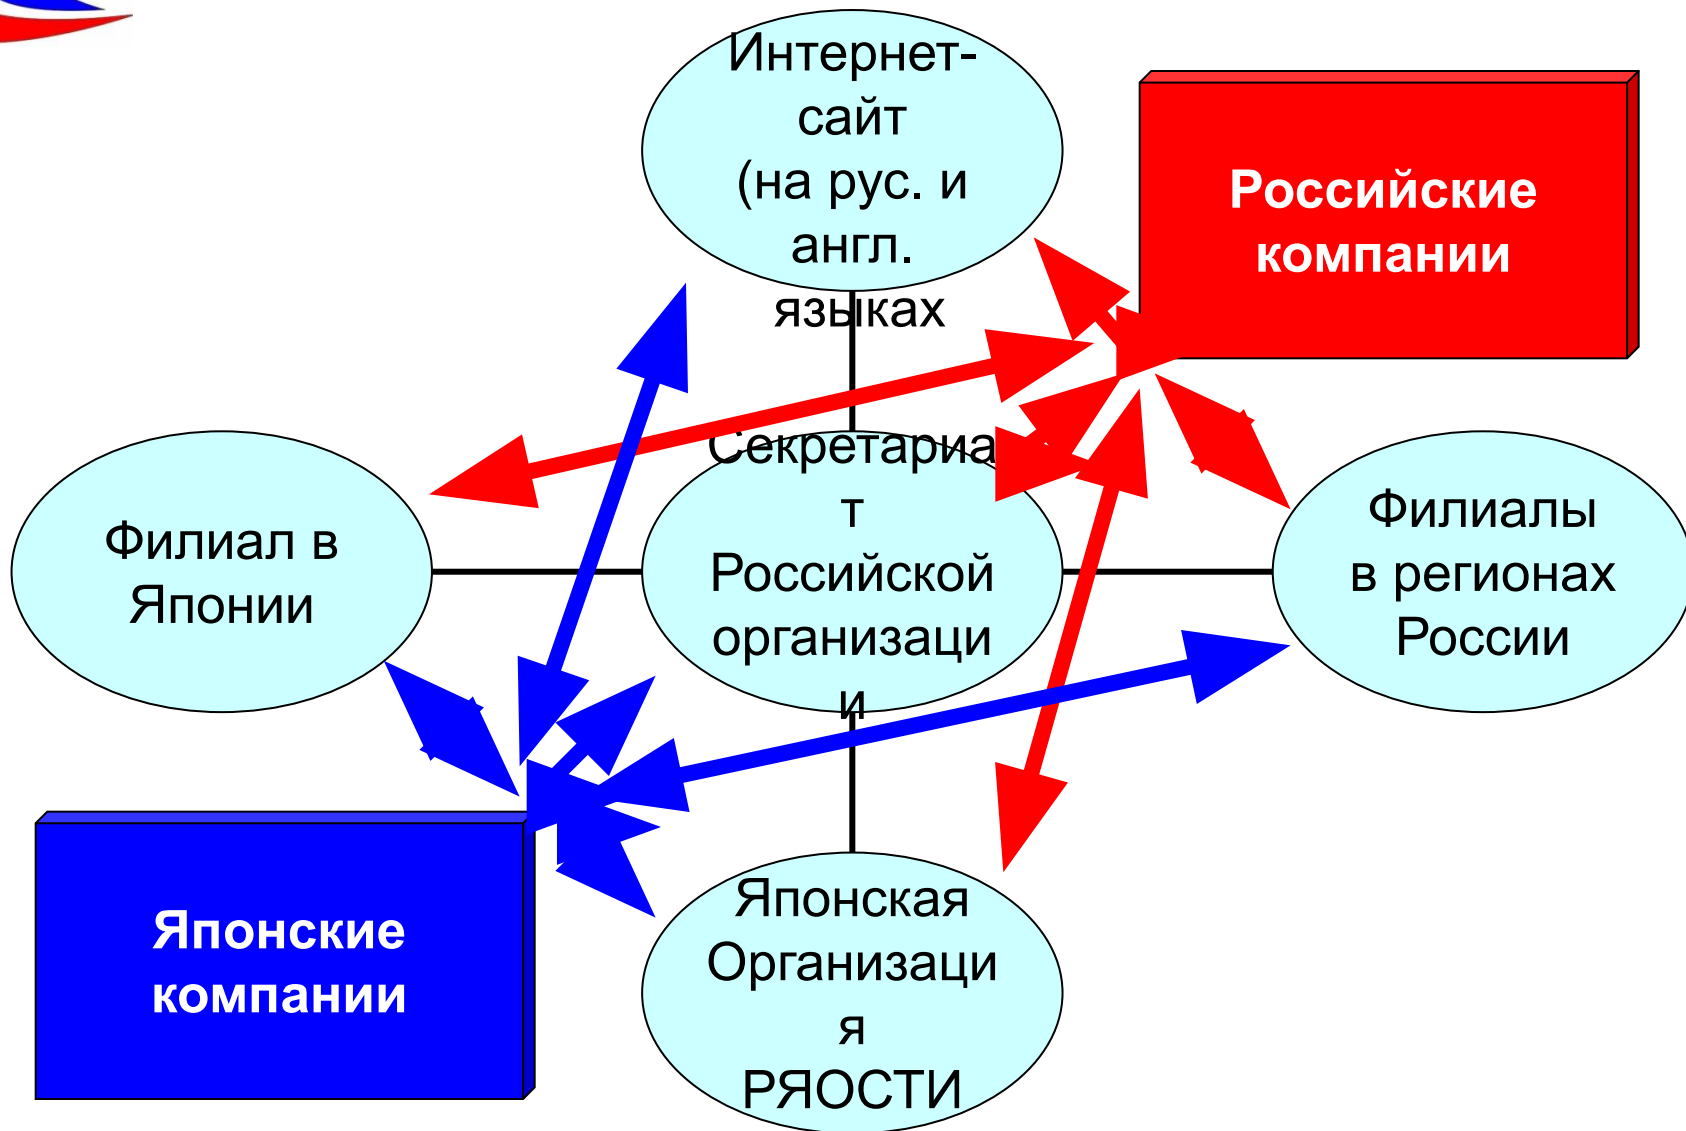 Интернет-
сайт
(на рус. и
англ.
языках
Российские
компании
Секретариа
т
Российской
организаци
и
Филиал в
Японии
Филиалы
в регионах
России
Японские
компании
Японская
Организаци
я
РЯОСТИ